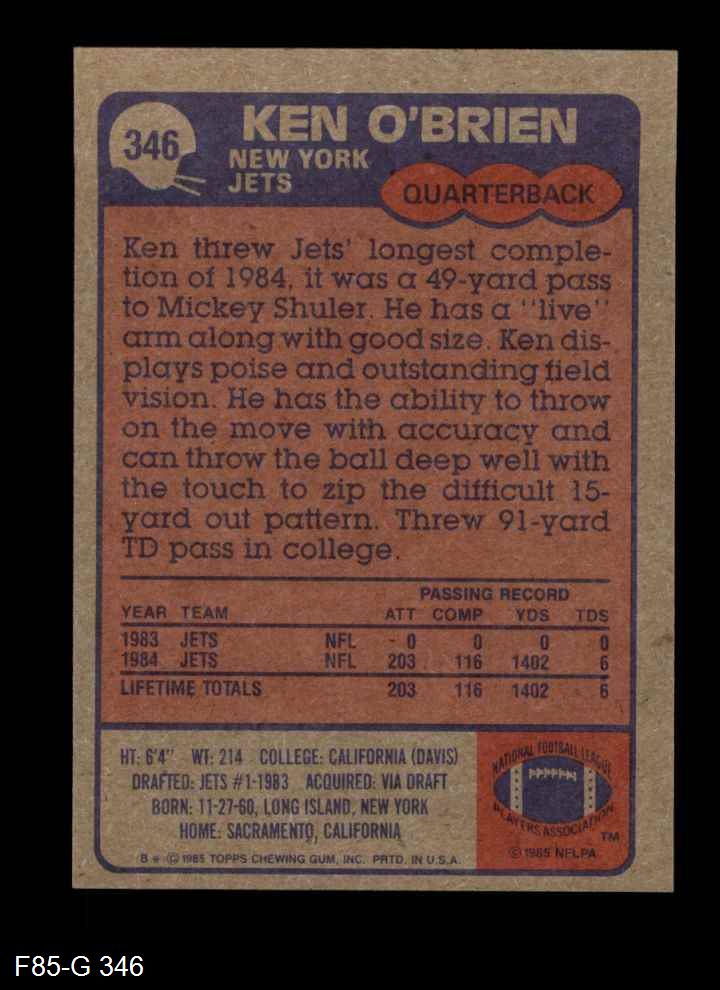 346
KEN O'BRIEN
NEW YORK
JETS
QUARTERBACK
Ken threw Jets' longest comple-
tion of 1984, it was a 49-yard pass
to Mickey Shuler. He has a "live"
arm along with good size. Ken dis-
plays poise and outstanding field
vision. He has the ability to throw
on the move with accuracy and
can throw the ball deep well with
the touch to zip the difficult 15-
yard out pattern. Threw 91-yard
TD pass in college.
PASSING RECORD
YEAR TEAM ATT COMP YDS TDS
1983 JETS NFL 0 0 0 0
1984 JETS NFL 203 116 1402 6
LIFETIME TOTALS 203 116 1402 6
HT: 6'4" WT: 214 COLLEGE: CALIFORNIA (DAVIS)
DRAFTED: JETS #1-1983 ACQUIRED: VIA DRAFT
BORN: 11-27-60, LONG ISLAND, NEW YORK
HOME: SACRAMENTO, CALIFORNIA
B * © 1985 TOPPS CHEWING GUM, INC. PRTD. IN U.S.A.
NATIONAL FOOTBALL LEAGUE
PLAYERS ASSOCIATION
TM
© 1985 NFLPA
F85-G 346